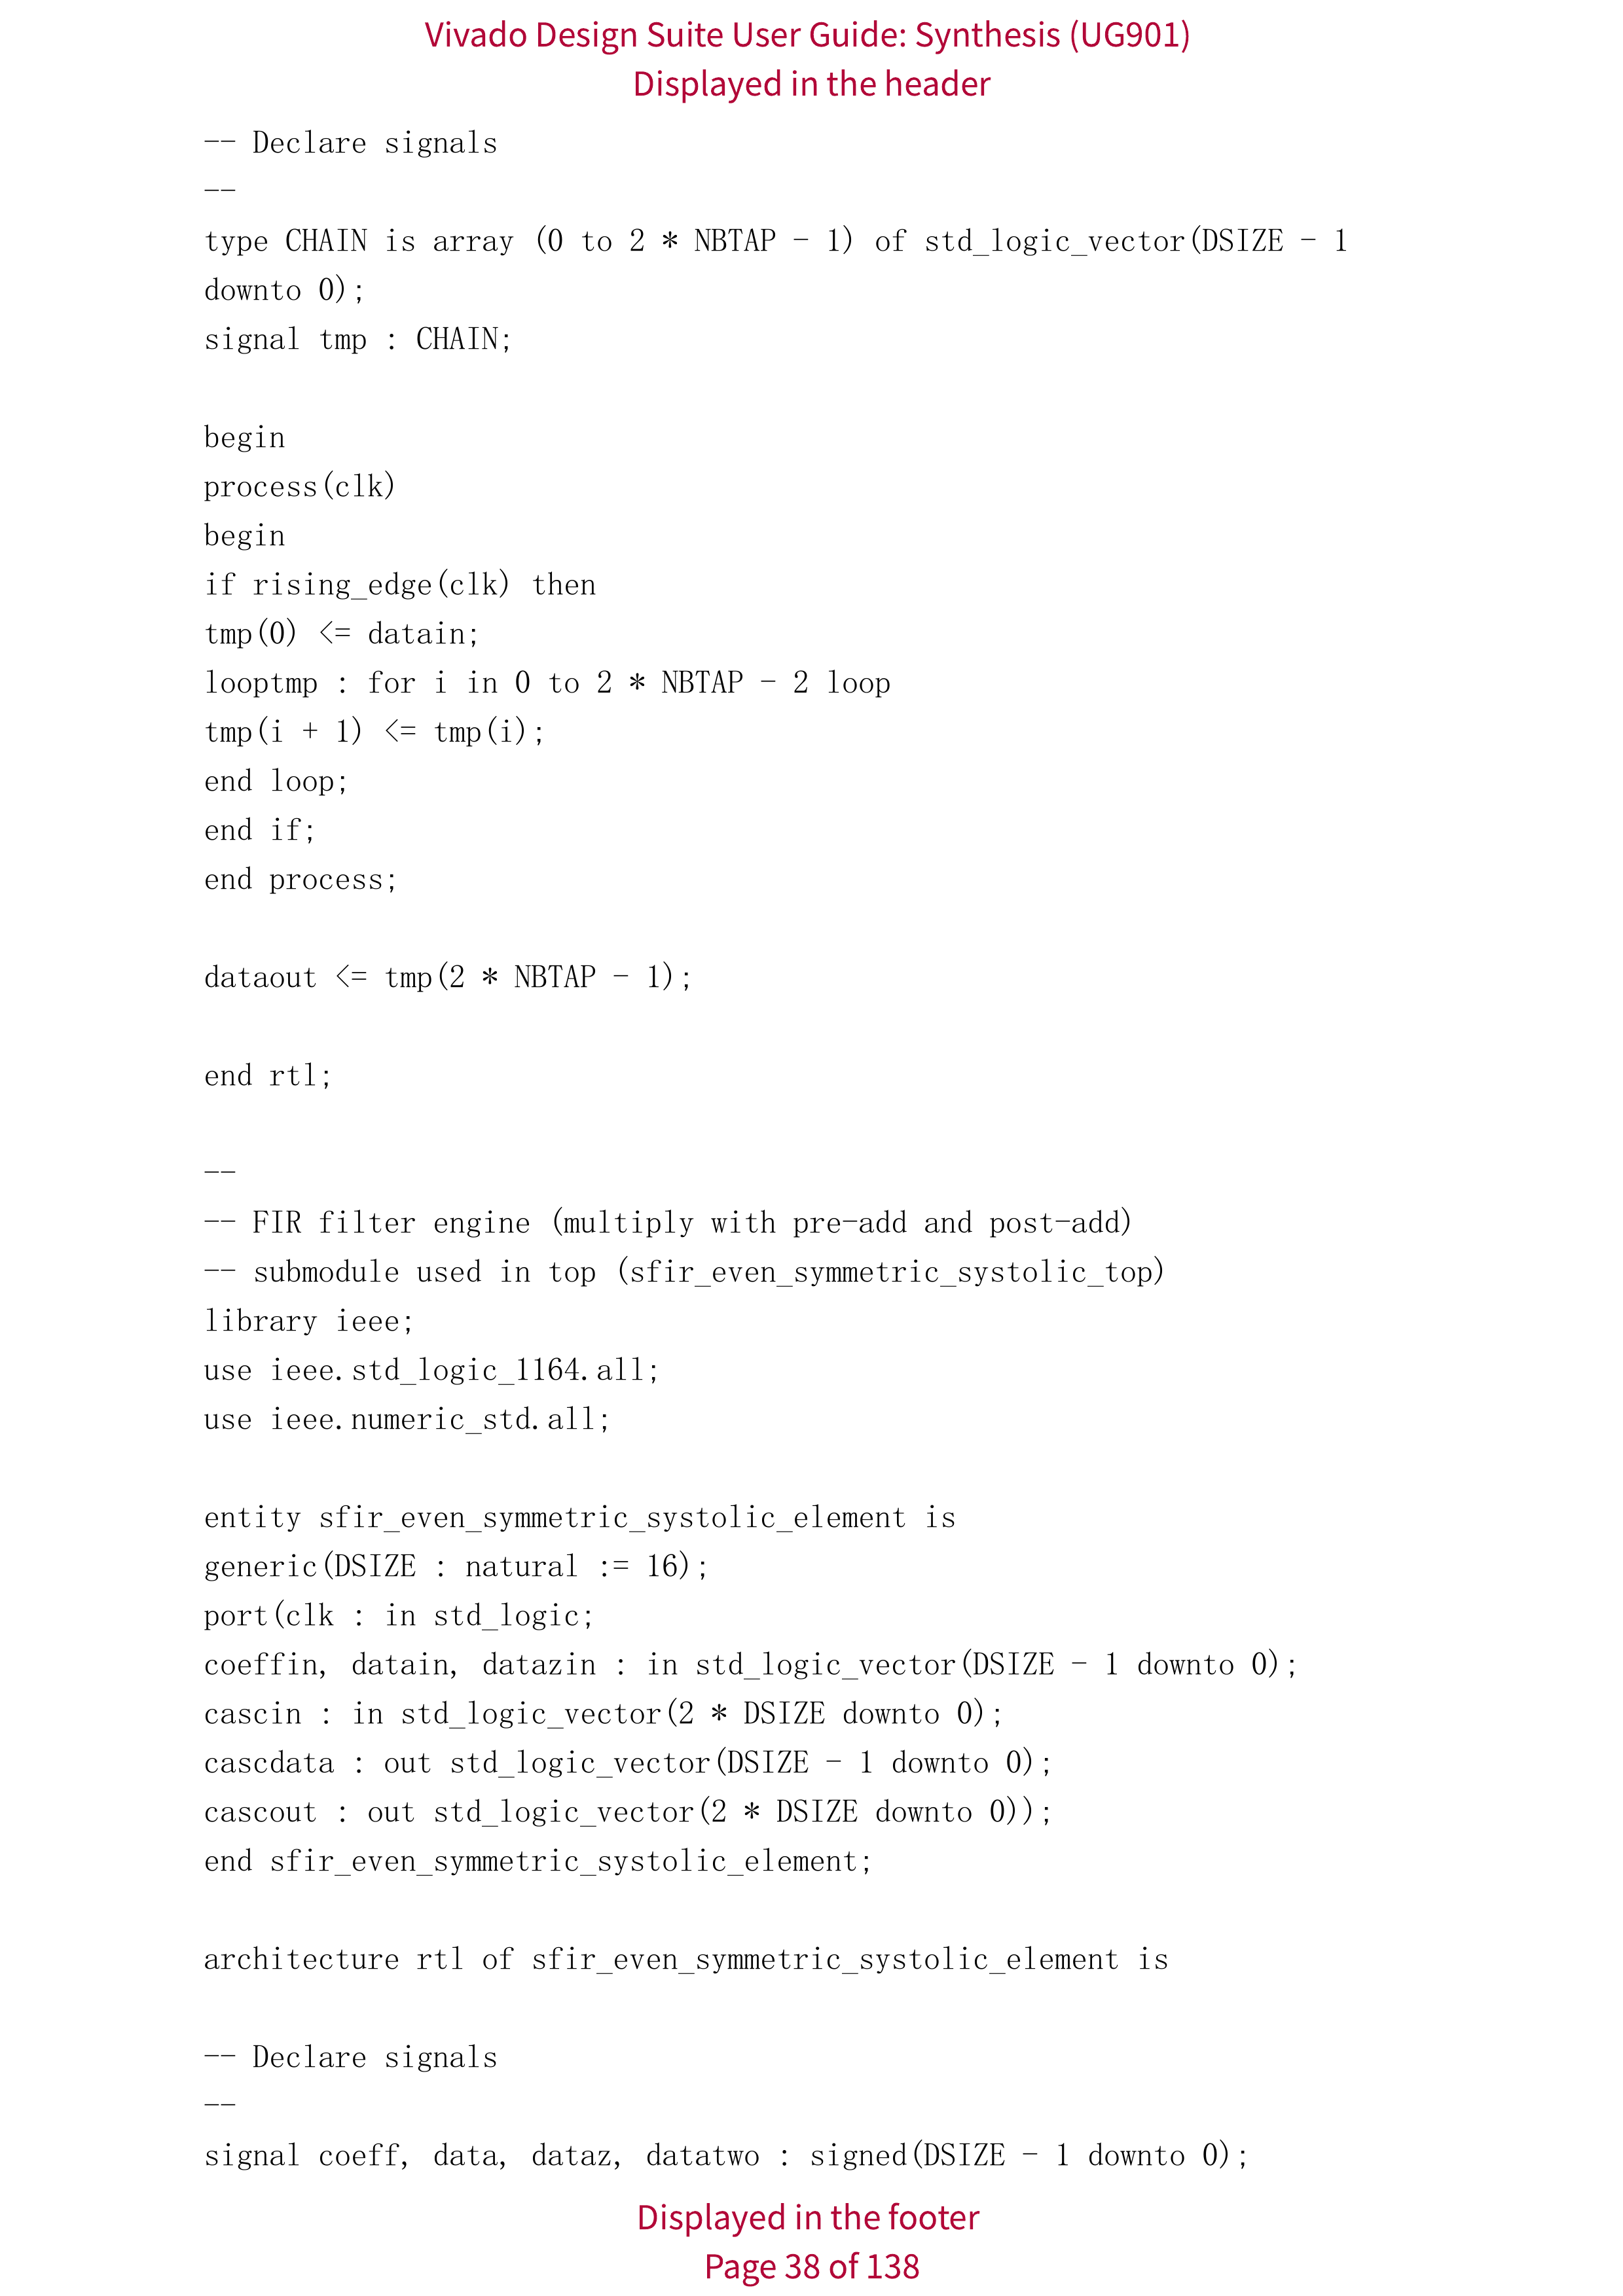 Vivado Design Suite User Guide: Synthesis (UG901)
Displayed in the header
-- Declare signals
--
type CHAIN is array (0 to 2 * NBTAP - 1) of std_logic_vector(DSIZE - 1
downto 0);
signal tmp : CHAIN;
begin
process(clk)
begin
if rising_edge(clk) then
tmp(0) <= datain;
looptmp : for i in 0 to 2 * NBTAP - 2 loop
tmp(i + 1) <= tmp(i);
end loop;
end if;
end process;
dataout <= tmp(2 * NBTAP - 1);
end rtl;
--
-- FIR filter engine (multiply with pre-add and post-add)
-- submodule used in top (sfir_even_symmetric_systolic_top)
library ieee;
use ieee.std_logic_1164.all;
use ieee.numeric_std.all;
entity sfir_even_symmetric_systolic_element is
generic(DSIZE : natural := 16);
port(clk : in std_logic;
coeffin, datain, datazin : in std_logic_vector(DSIZE - 1 downto 0);
cascin : in std_logic_vector(2 * DSIZE downto 0);
cascdata : out std_logic_vector(DSIZE - 1 downto 0);
cascout : out std_logic_vector(2 * DSIZE downto 0));
end sfir_even_symmetric_systolic_element;
architecture rtl of sfir_even_symmetric_systolic_element is
-- Declare signals
--
signal coeff, data, dataz, datatwo : signed(DSIZE - 1 downto 0);
Displayed in the footer
Page 38 of 138